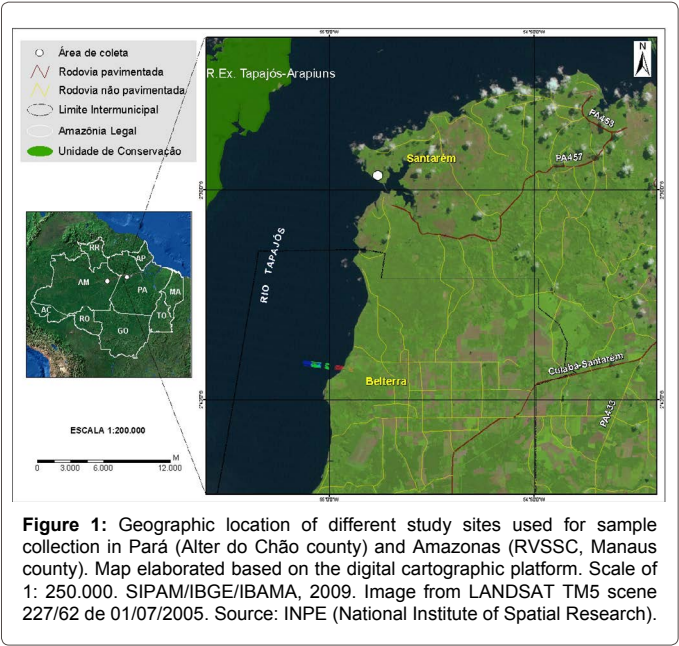 Área de coleta
Rodovia pavimentada
Rodovia não pavimentada
Limite Intermunicipal
Amazônia Legal
Unidade de Conservação
R.Ex. Tapajós-Arapiuns
N
PA453
PA457
Santarém
RIO TAPAJÓS
Belterra
Cuiabá-Santarém
PA433
RR
AP
AM
PA
MA
AC
RO
TO
GO
ESCALA 1:200.000
M
0 3.000 6.000 12.000
Figure 1: Geographic location of different study sites used for sample
collection in Pará (Alter do Chão county) and Amazonas (RVSSC, Manaus
county). Map elaborated based on the digital cartographic platform. Scale of
1: 250.000. SIPAM/IBGE/IBAMA, 2009. Image from LANDSAT TM5 scene
227/62 de 01/07/2005. Source: INPE (National Institute of Spatial Research).